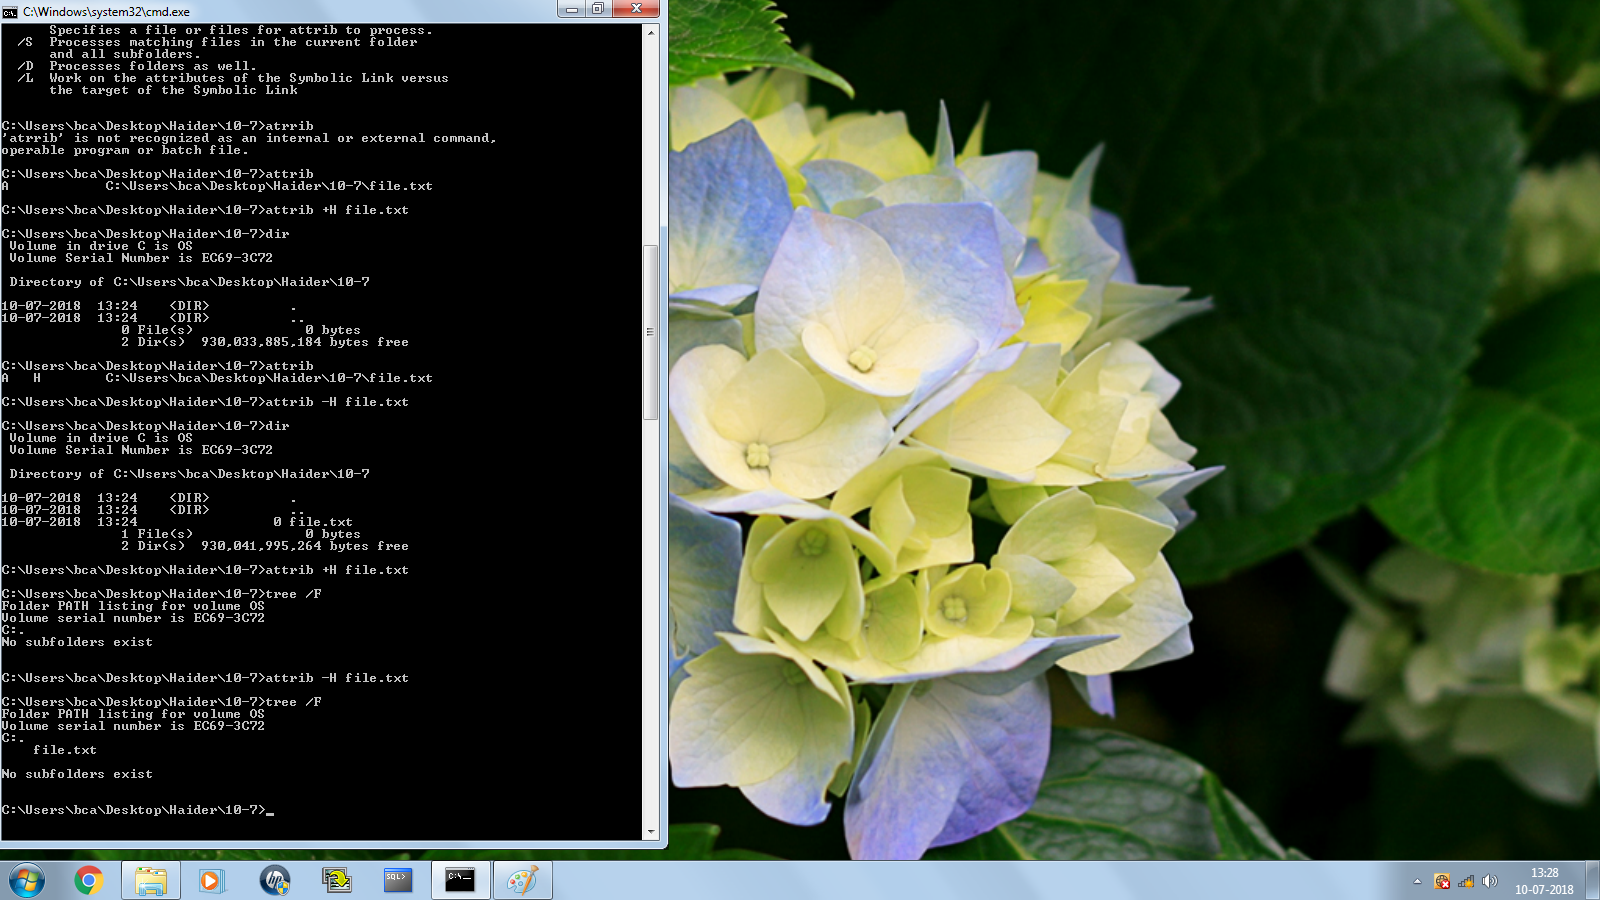 C:\Windows\system32\cmd.exe
Specifies a file or files for attrib to process.
/S  Processes matching files in the current folder
and all subfolders.
/D  Processes folders as well.
/L  Work on the attributes of the Symbolic Link versus
the target of the Symbolic Link
C:\Users\bca\Desktop\Haider\10-7>atrrib
'atrrib' is not recognized as an internal or external command,
operable program or batch file.
C:\Users\bca\Desktop\Haider\10-7>attrib
A            C:\Users\bca\Desktop\Haider\10-7\file.txt
C:\Users\bca\Desktop\Haider\10-7>attrib +H file.txt
C:\Users\bca\Desktop\Haider\10-7>dir
Volume in drive C is OS
Volume Serial Number is EC69-3C72
Directory of C:\Users\bca\Desktop\Haider\10-7
10-07-2018  13:24    <DIR>          .
10-07-2018  13:24    <DIR>          ..
0 File(s)              0 bytes
2 Dir(s)  930,033,885,184 bytes free
C:\Users\bca\Desktop\Haider\10-7>attrib
A   H        C:\Users\bca\Desktop\Haider\10-7\file.txt
C:\Users\bca\Desktop\Haider\10-7>attrib -H file.txt
C:\Users\bca\Desktop\Haider\10-7>dir
Volume in drive C is OS
Volume Serial Number is EC69-3C72
Directory of C:\Users\bca\Desktop\Haider\10-7
10-07-2018  13:24    <DIR>          .
10-07-2018  13:24    <DIR>          ..
10-07-2018  13:24                 0 file.txt
1 File(s)              0 bytes
2 Dir(s)  930,041,995,264 bytes free
C:\Users\bca\Desktop\Haider\10-7>attrib +H file.txt
C:\Users\bca\Desktop\Haider\10-7>tree /F
Folder PATH listing for volume OS
Volume serial number is EC69-3C72
C:.
No subfolders exist
C:\Users\bca\Desktop\Haider\10-7>attrib -H file.txt
C:\Users\bca\Desktop\Haider\10-7>tree /F
Folder PATH listing for volume OS
Volume serial number is EC69-3C72
C:.
file.txt
No subfolders exist
C:\Users\bca\Desktop\Haider\10-7>_
hp
SQL>
C:\_
13:28
10-07-2018